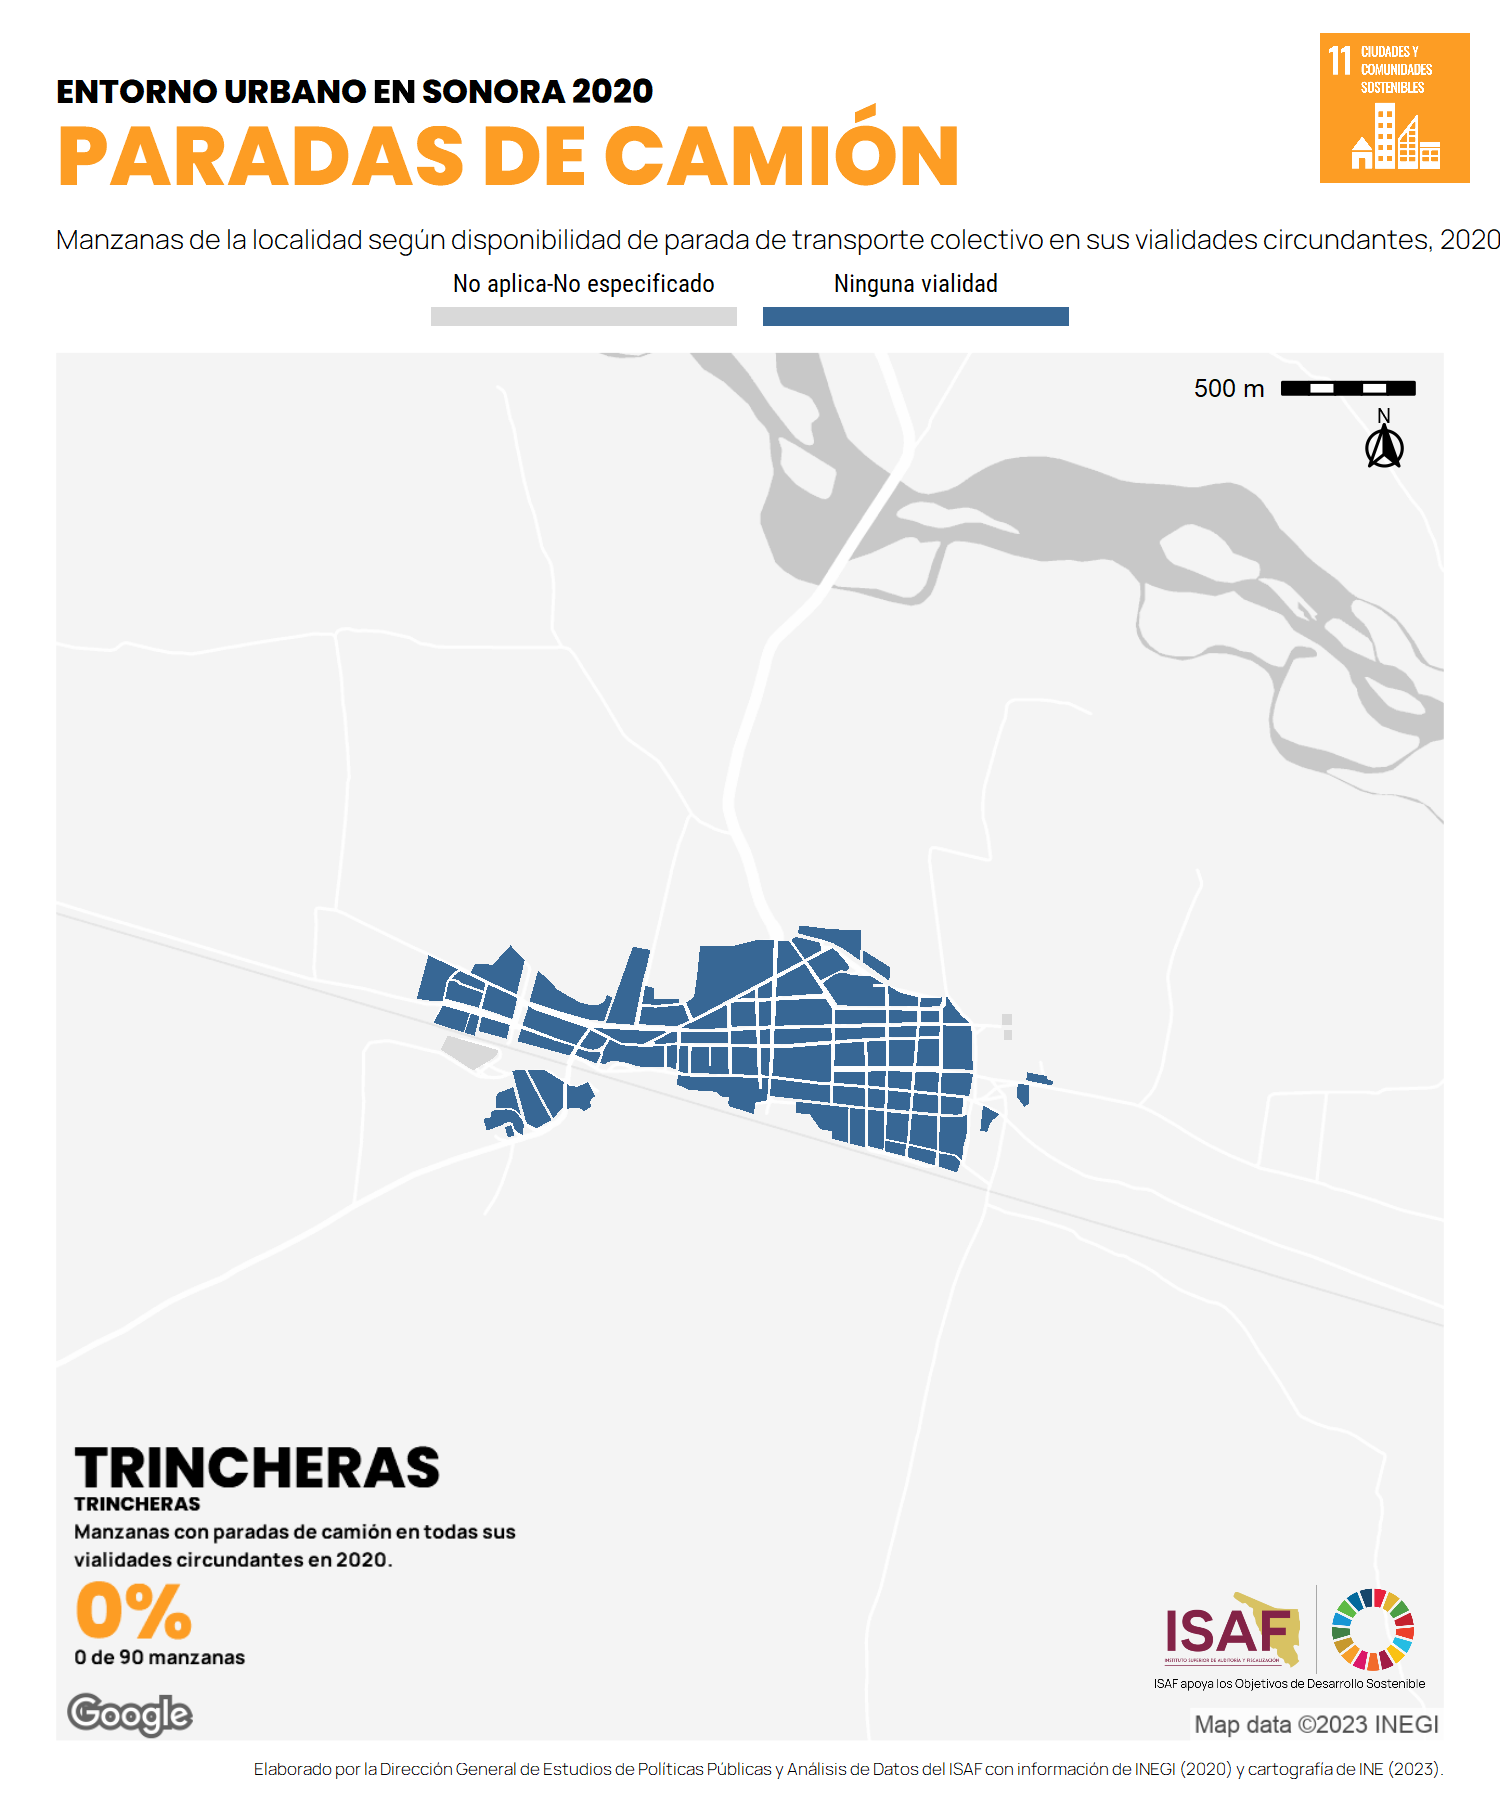 11 CIUDADES Y
COMUNIDADES
SOSTENIBLES
ENTORNO URBANO EN SONORA 2020
PARADAS DE CAMIÓN
Manzanas de la localidad según disponibilidad de parada de transporte colectivo en sus vialidades circundantes, 2020
No aplica-No especificado
Ninguna vialidad
500 m
N
TRINCHERAS
TRINCHERAS
Manzanas con paradas de camión en todas sus
vialidades circundantes en 2020.
0%
0 de 90 manzanas
Google
ISAF
INSTITUTO SUPERIOR DE AUDITORÍA Y FISCALIZACIÓN
ISAF apoya los Objetivos de Desarrollo Sostenible
Map data ©2023 INEGI
Elaborado por la Dirección General de Estudios de Políticas Públicas y Análisis de Datos del ISAF con información de INEGI (2020) y cartografía de INE (2023).